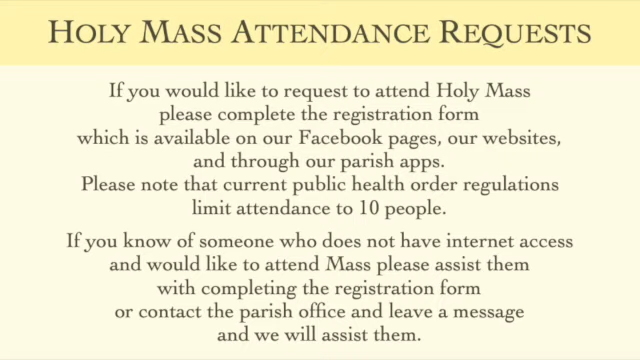 HOLY MASS ATTENDANCE REQUESTS
If you would like to request to attend Holy Mass
please complete the registration form
which is available on our Facebook pages, our websites,
and through our parish apps.
Please note that current public health order regulations
limit attendance to 10 people.
If you know of someone who does not have internet access
and would like to attend Mass please assist them
with completing the registration form
or contact the parish office and leave a message
and we will assist them.